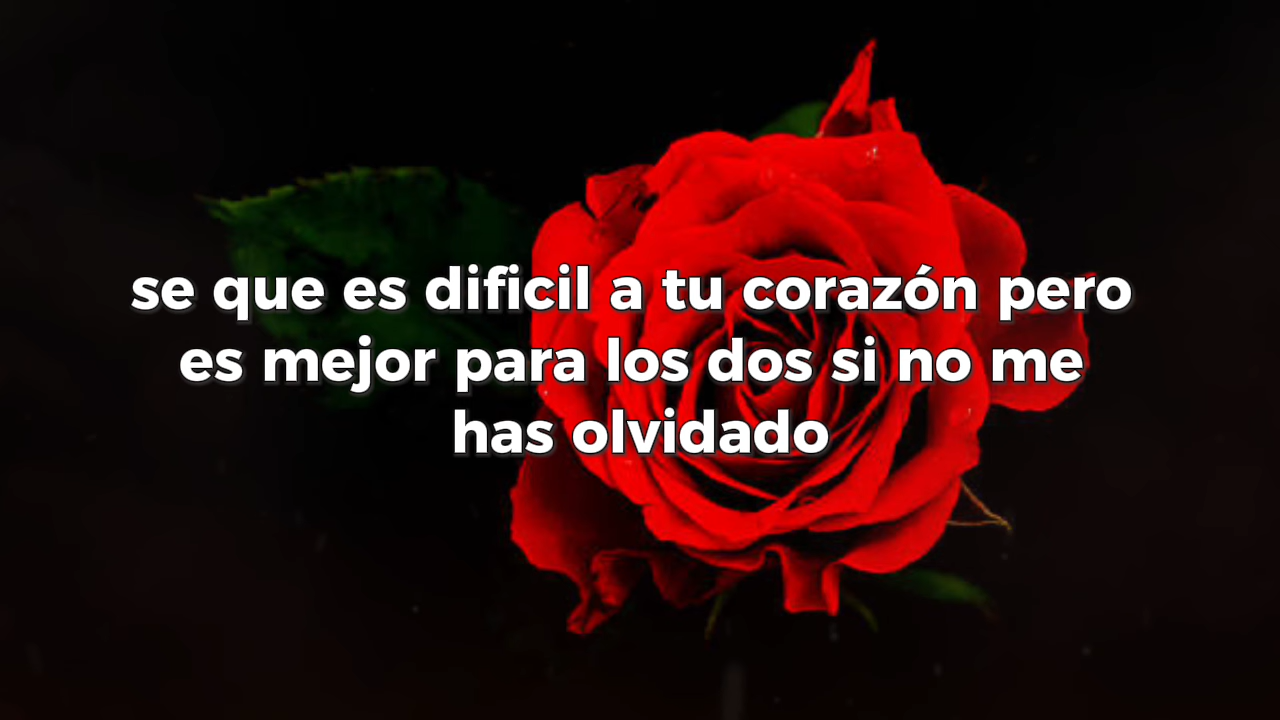 se que es dificil a tu corazón pero
es mejor para los dos si no me
has olvidado